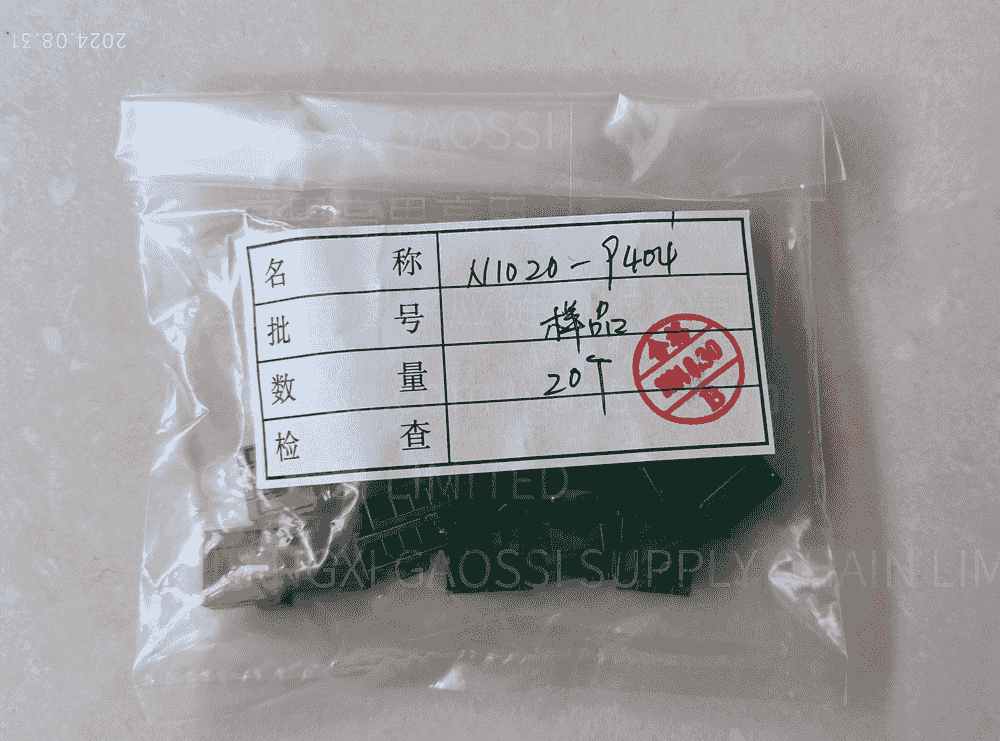 2024.08.31
GAOSSI
名 称 N1020-P404
批 号 样品
数 量 20个
检 查
LIMITED
GXI GAOSSI SUPPLY CHAIN LIM